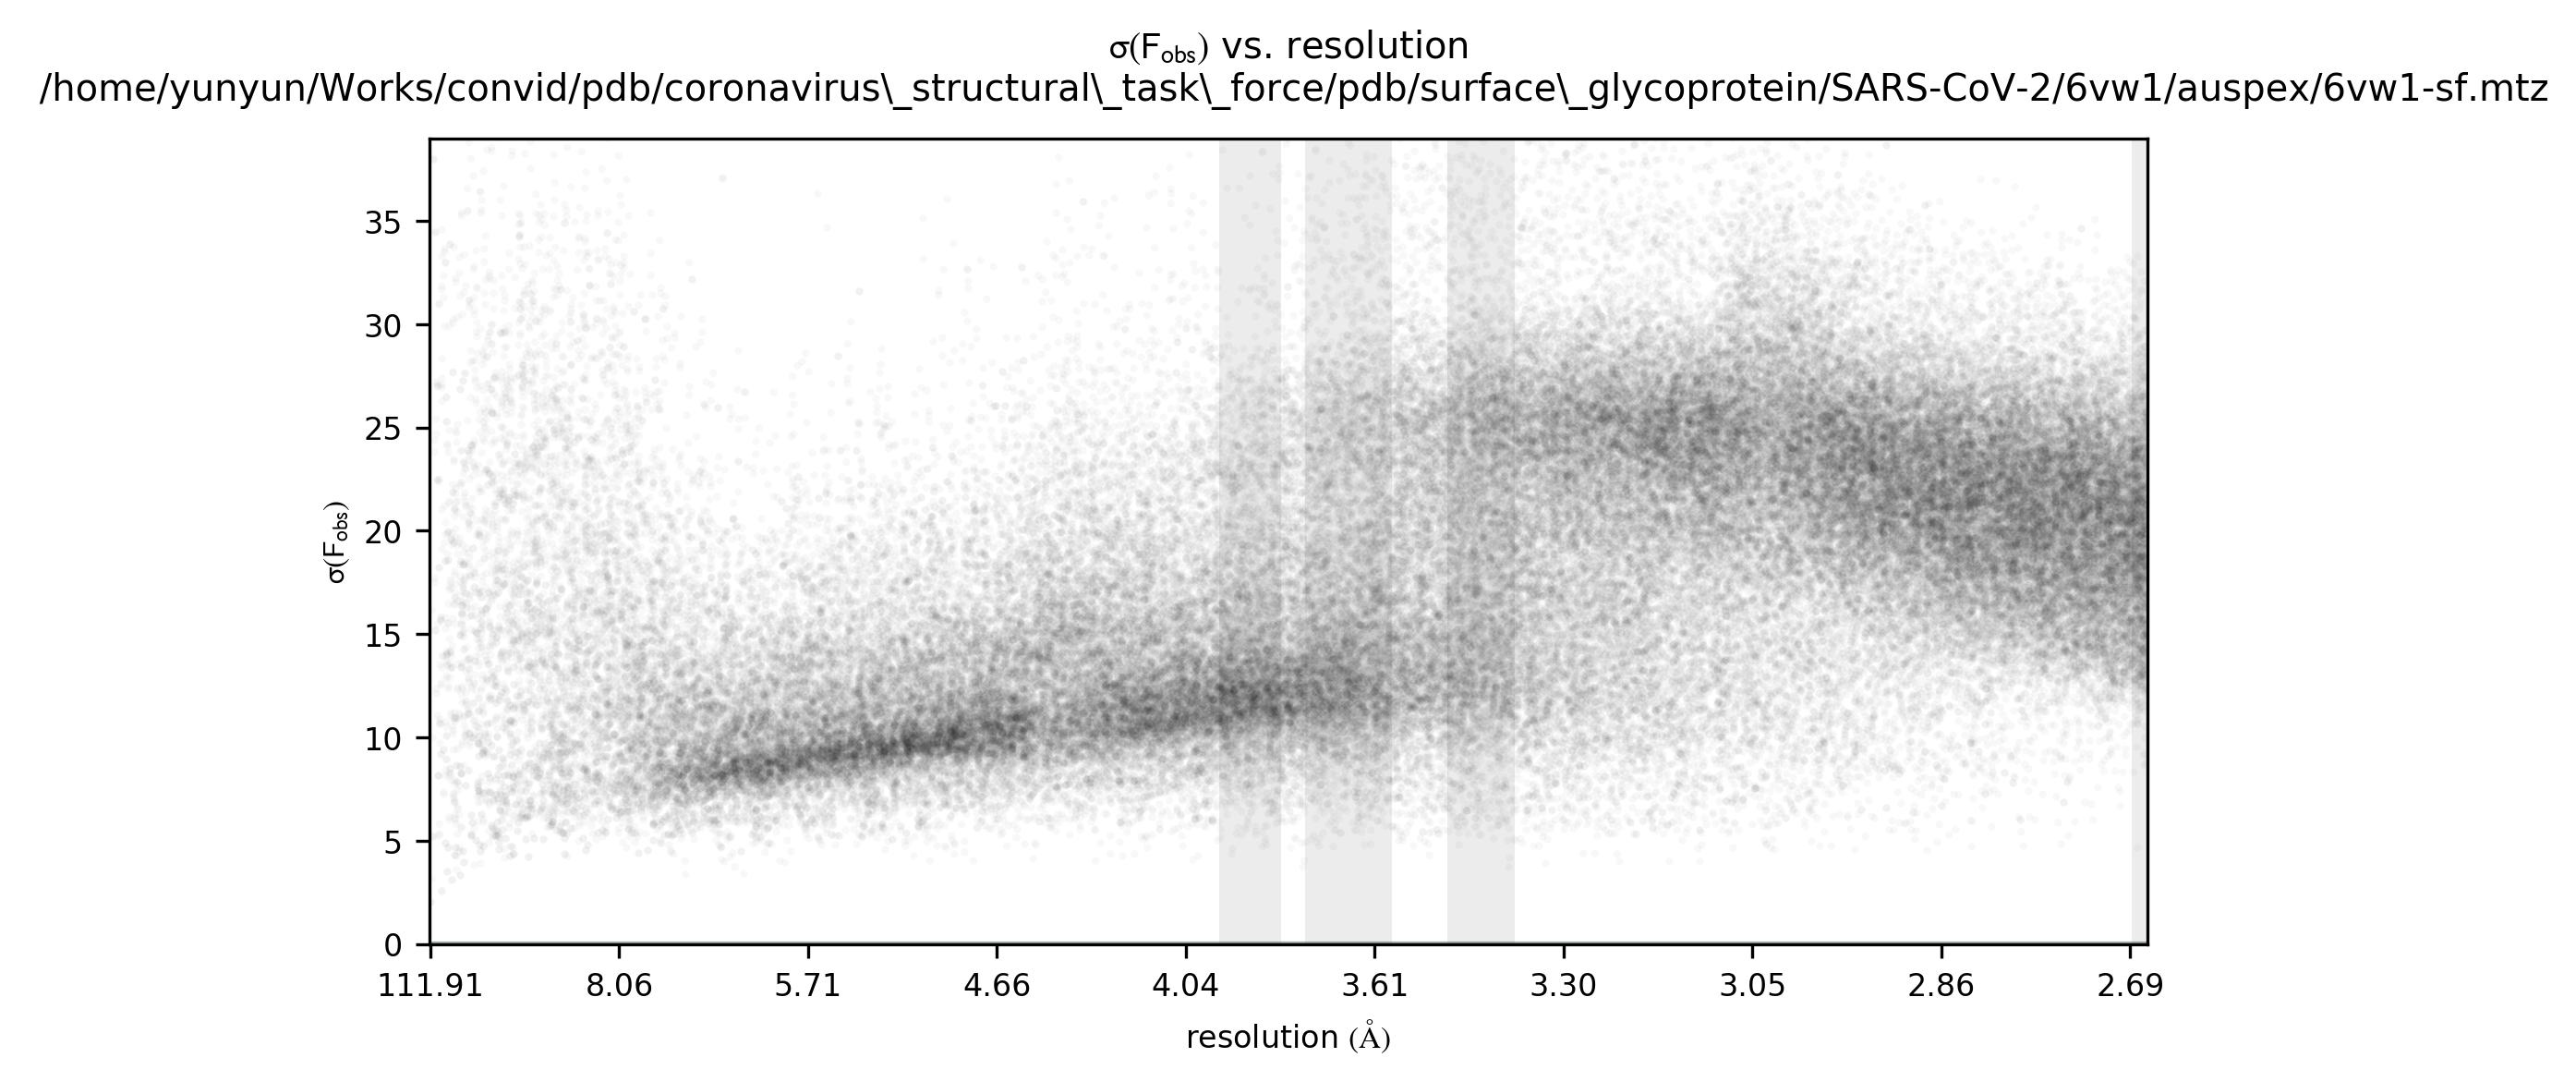 σ(Fobs) vs. resolution
/home/yunyun/Works/convid/pdb/coronavirus\_structural\_task\_force/pdb/surface\_glycoprotein/SARS-CoV-2/6vw1/auspex/6vw1-sf.mtz
σ(Fobs)
35
30
25
20
15
10
5
0
111.91 8.06 5.71 4.66 4.04 3.61 3.30 3.05 2.86 2.69
resolution (Å)